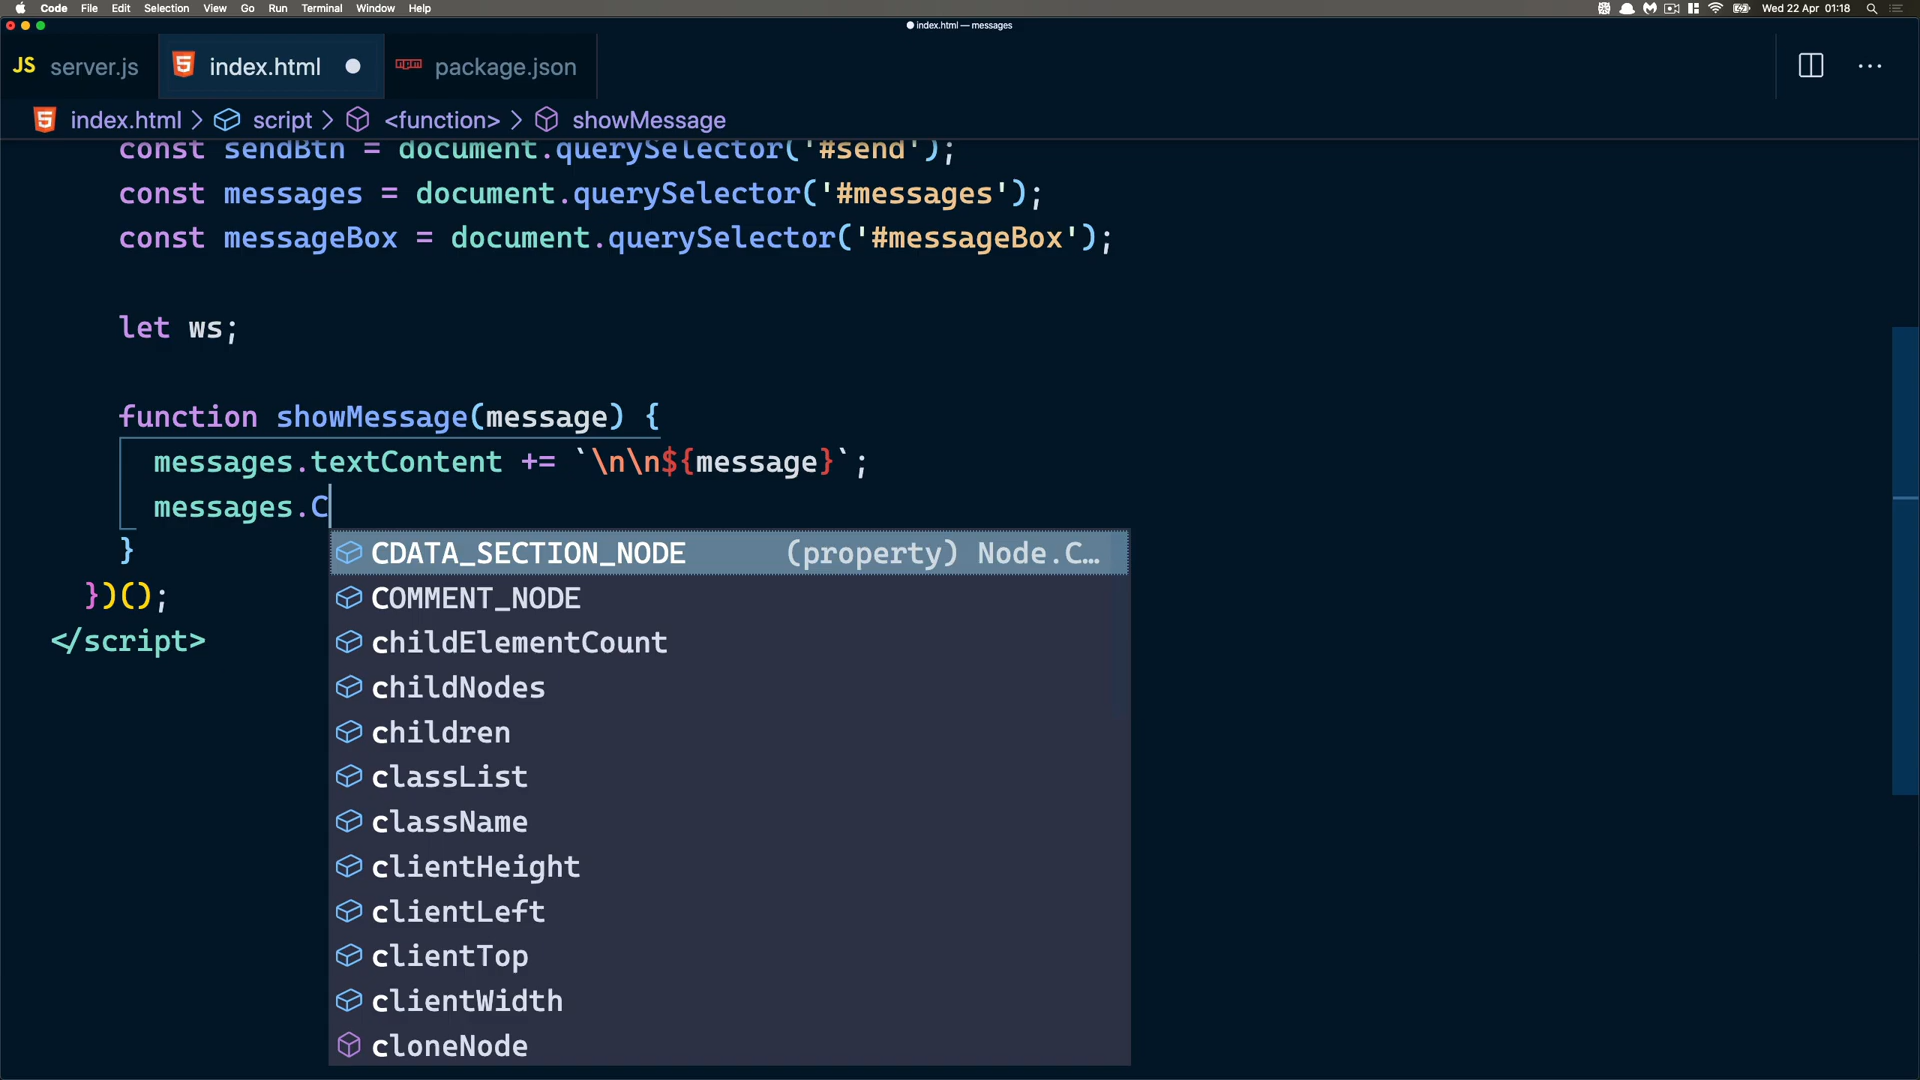 Code File Edit Selection View Go Run Terminal Window Help Wed 22 Apr 01:18
index.html — messages
JS server.js index.html package.json
index.html > script > <function> > showMessage
const sendBtn = document.querySelector('#send');
const messages = document.querySelector('#messages');
const messageBox = document.querySelector('#messageBox');
let ws;
function showMessage(message) {
messages.textContent += `\n\n${message}`;
messages.C
CDATA_SECTION_NODE (property) Node.C…
}
COMMENT_NODE
})();
childElementCount
</script>
childNodes
children
classList
className
clientHeight
clientLeft
clientTop
clientWidth
cloneNode